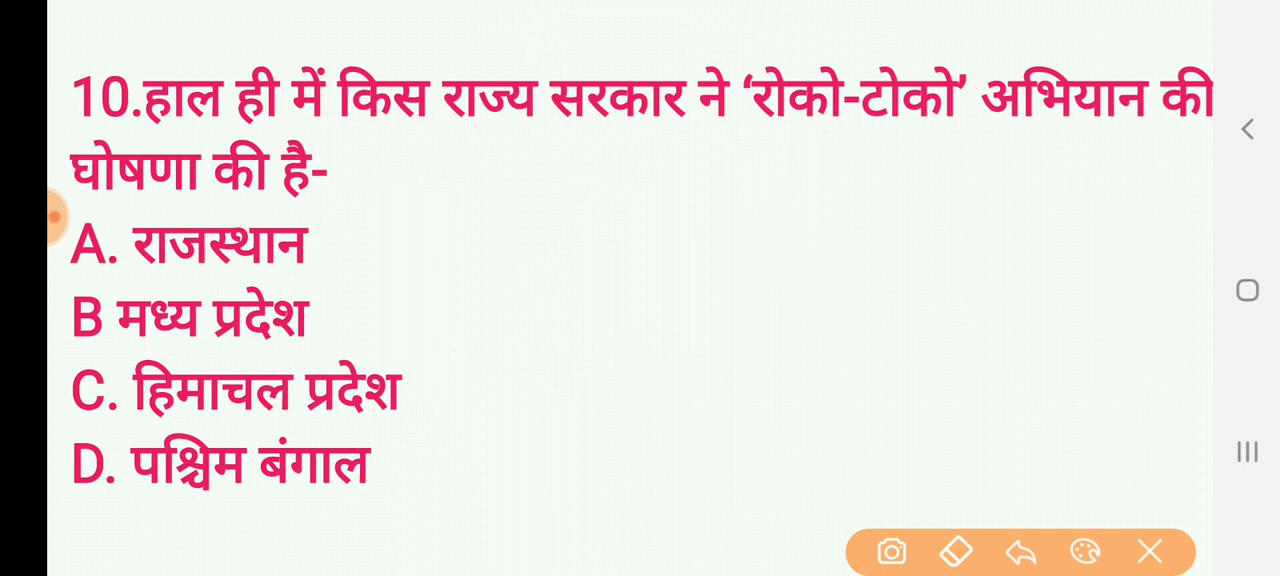 10.हाल ही में किस राज्य सरकार ने ‘रोको-टोको’ अभियान की
घोषणा की है-
A. राजस्थान
B मध्य प्रदेश
C. हिमाचल प्रदेश
D. पश्चिम बंगाल